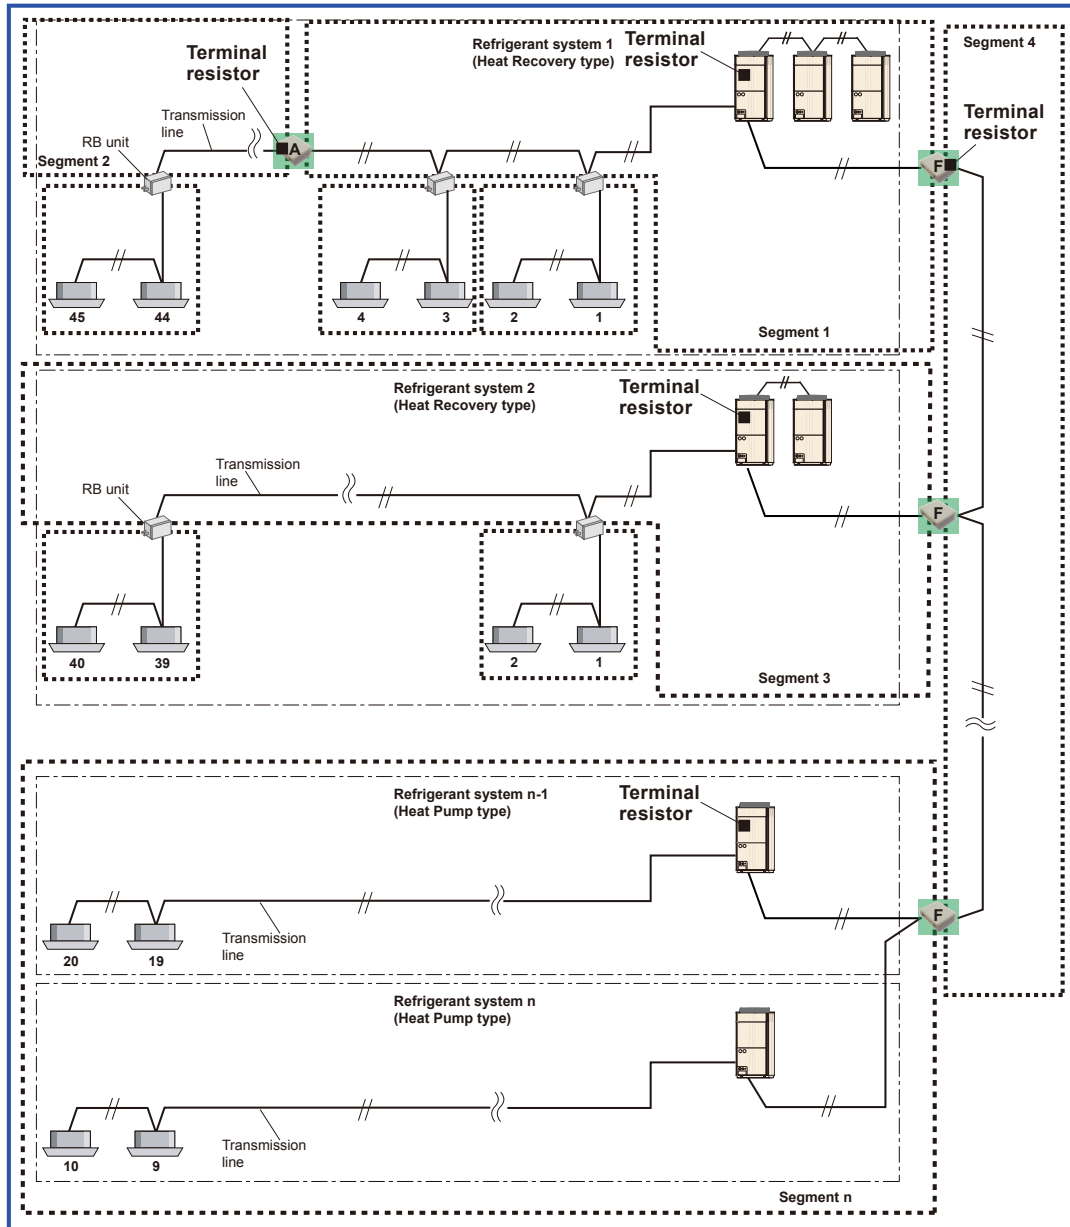 Refrigerant system 1
(Heat Recovery type)
Terminal
resistor
Segment 4
Terminal
resistor
Transmission
line
RB unit
Segment 2
A
F
Terminal
resistor
45
44
4
3
2
1
Segment 1
Refrigerant system 2
(Heat Recovery type)
Terminal
resistor
Transmission
line
RB unit
F
40
39
2
1
Segment 3
Refrigerant system n-1
(Heat Pump type)
Terminal
resistor
F
Transmission
line
20
19
Refrigerant system n
(Heat Pump type)
Transmission
line
10
9
Segment n